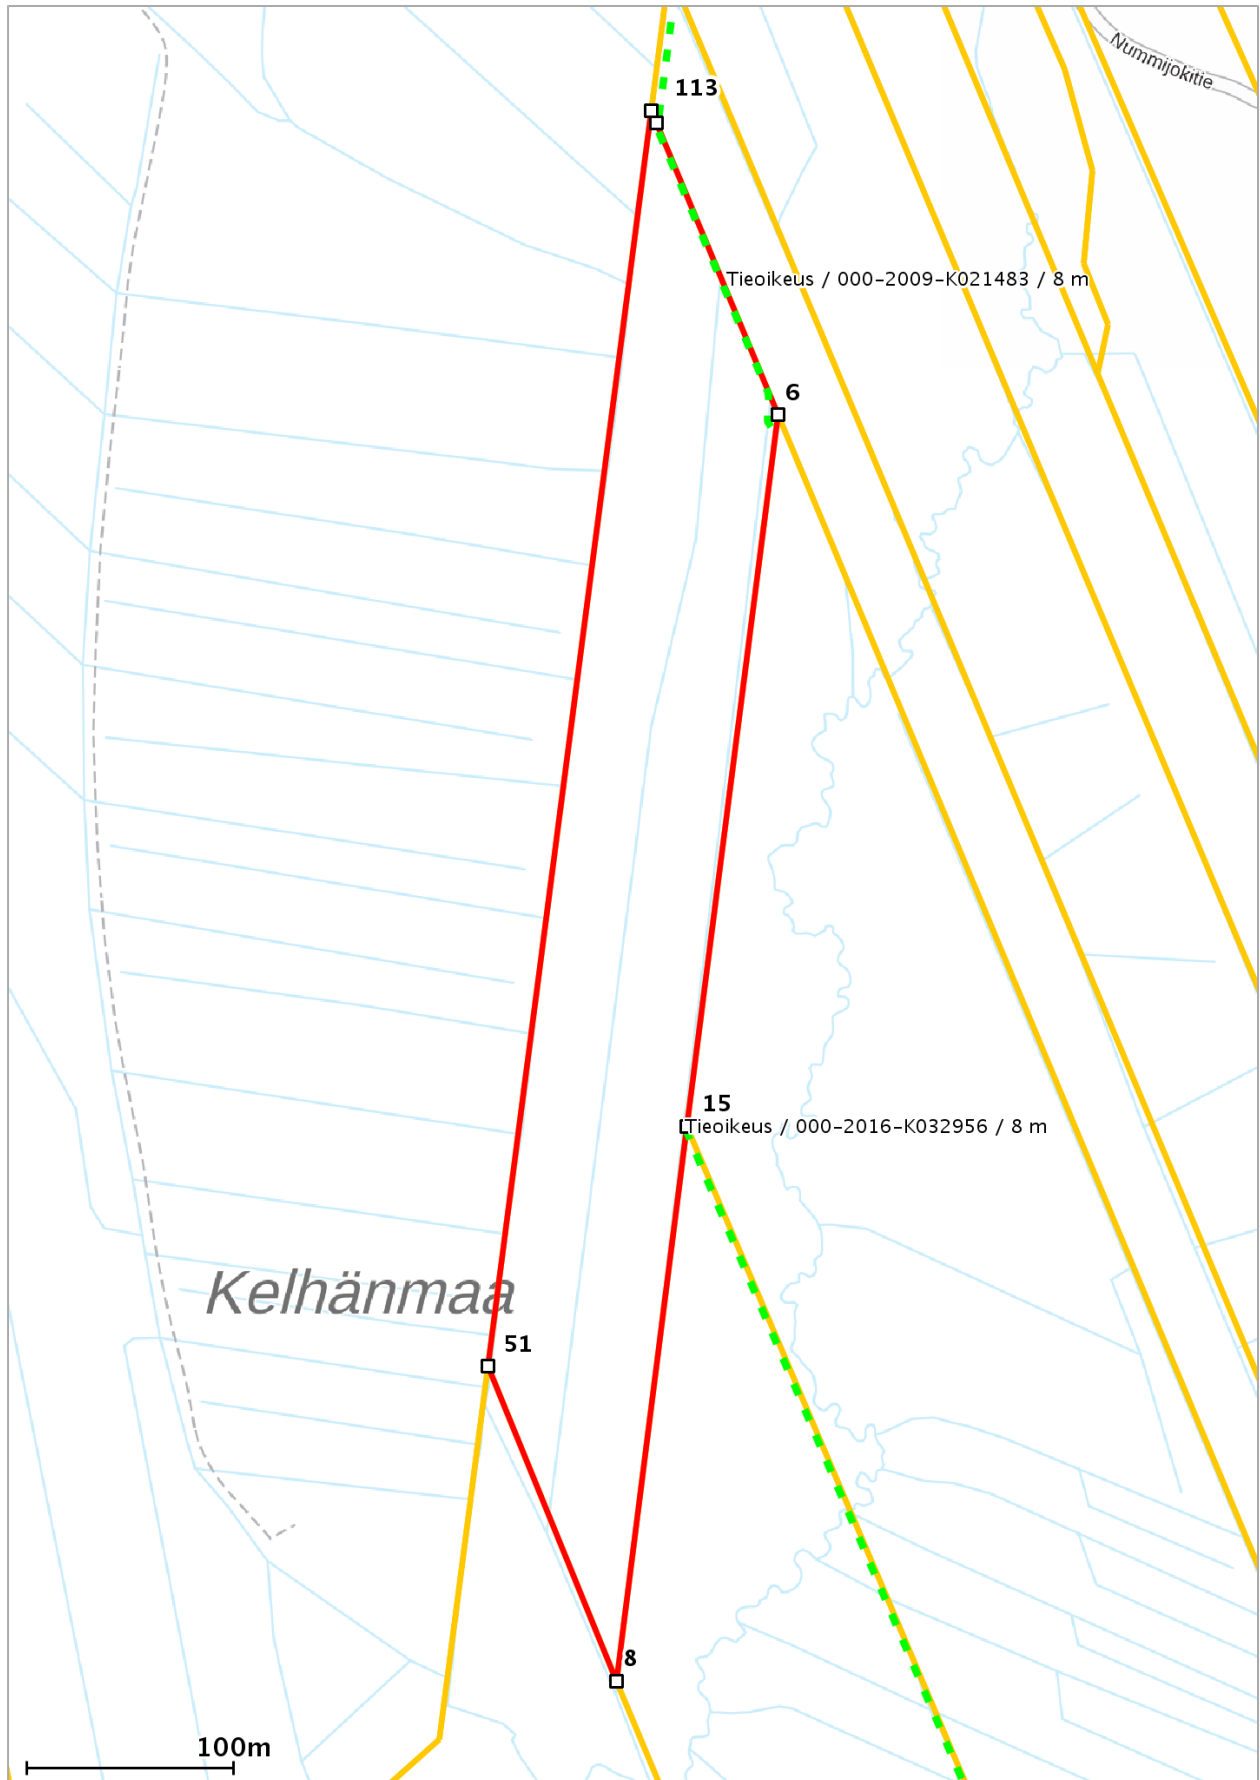 Nummijokitie
113
Tieoikeus / 000-2009-K021483 / 8 m
6
15
Tieoikeus / 000-2016-K032956 / 8 m
Kelhänmaa
51
8
100m